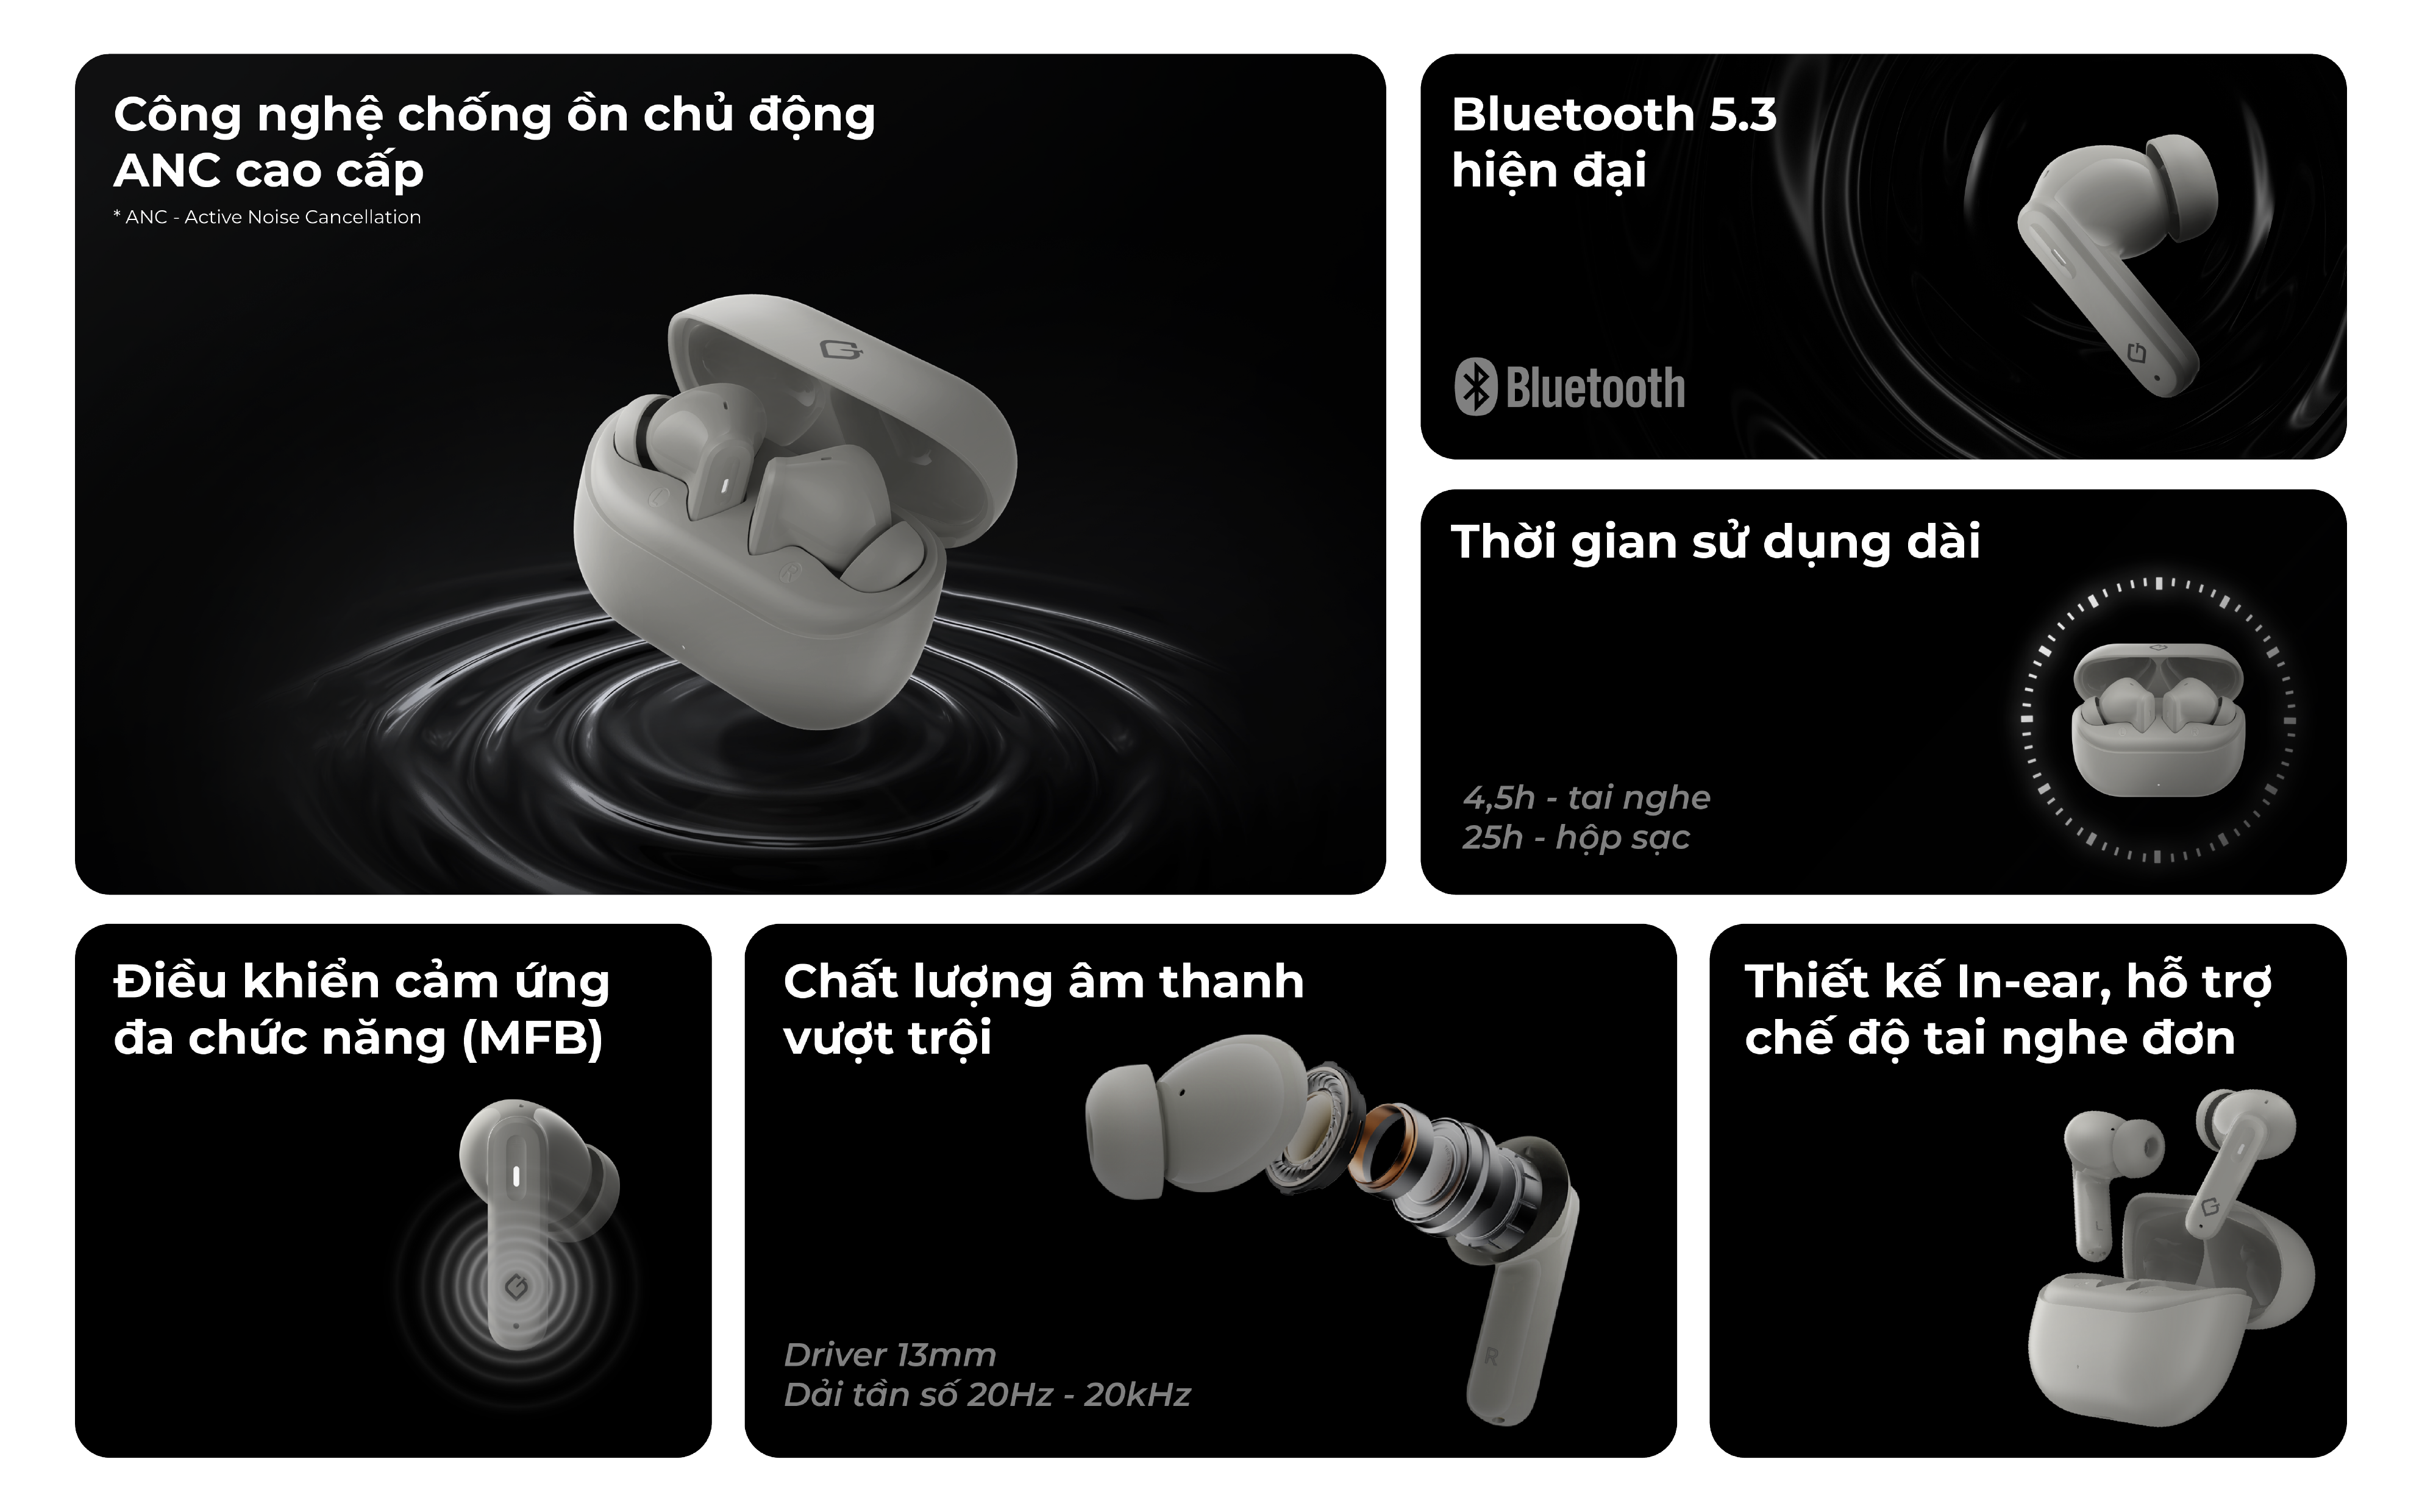 Công nghệ chống ồn chủ động
ANC cao cấp
* ANC - Active Noise Cancellation
Bluetooth 5.3
hiện đại
Bluetooth
Thời gian sử dụng dài
4,5h - tai nghe
25h - hộp sạc
Điều khiển cảm ứng
đa chức năng (MFB)
Chất lượng âm thanh
vượt trội
Driver 13mm
Dải tần số 20Hz - 20kHz
R
Thiết kế In-ear, hỗ trợ
chế độ tai nghe đơn
L